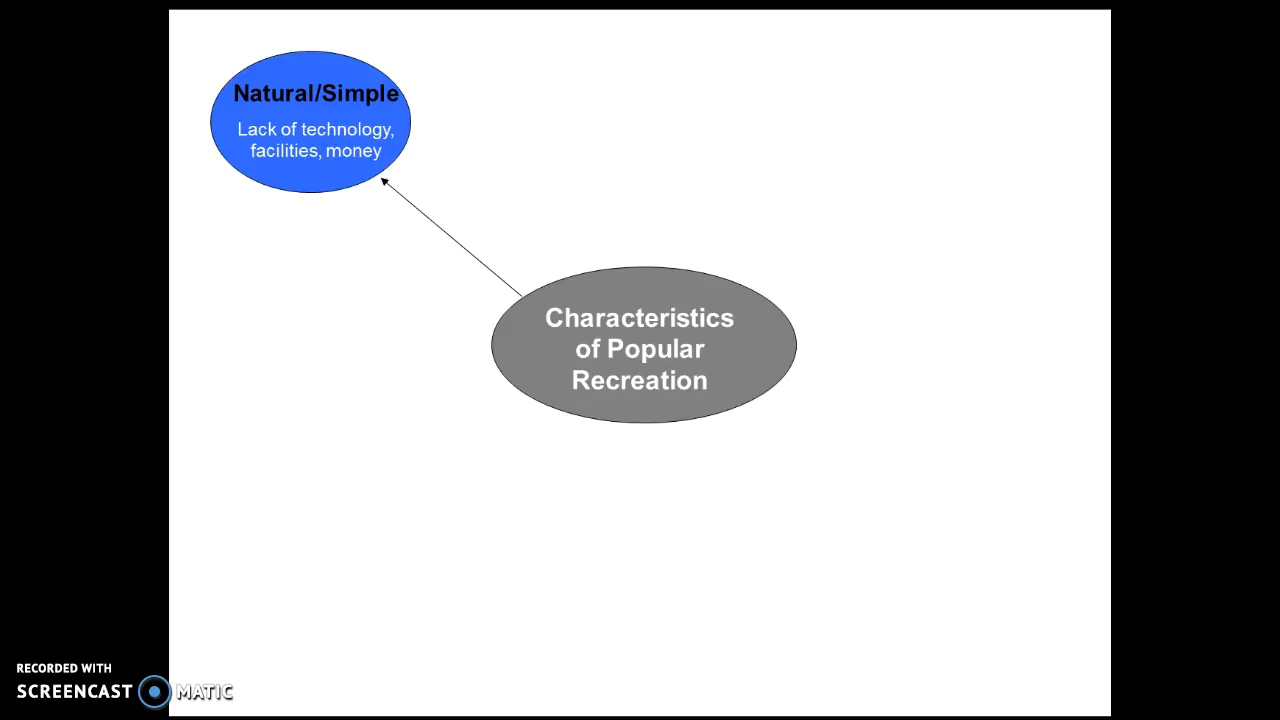 Natural/Simple
Lack of technology,
facilities, money
Characteristics
of Popular
Recreation
RECORDED WITH
SCREENCAST MATIC